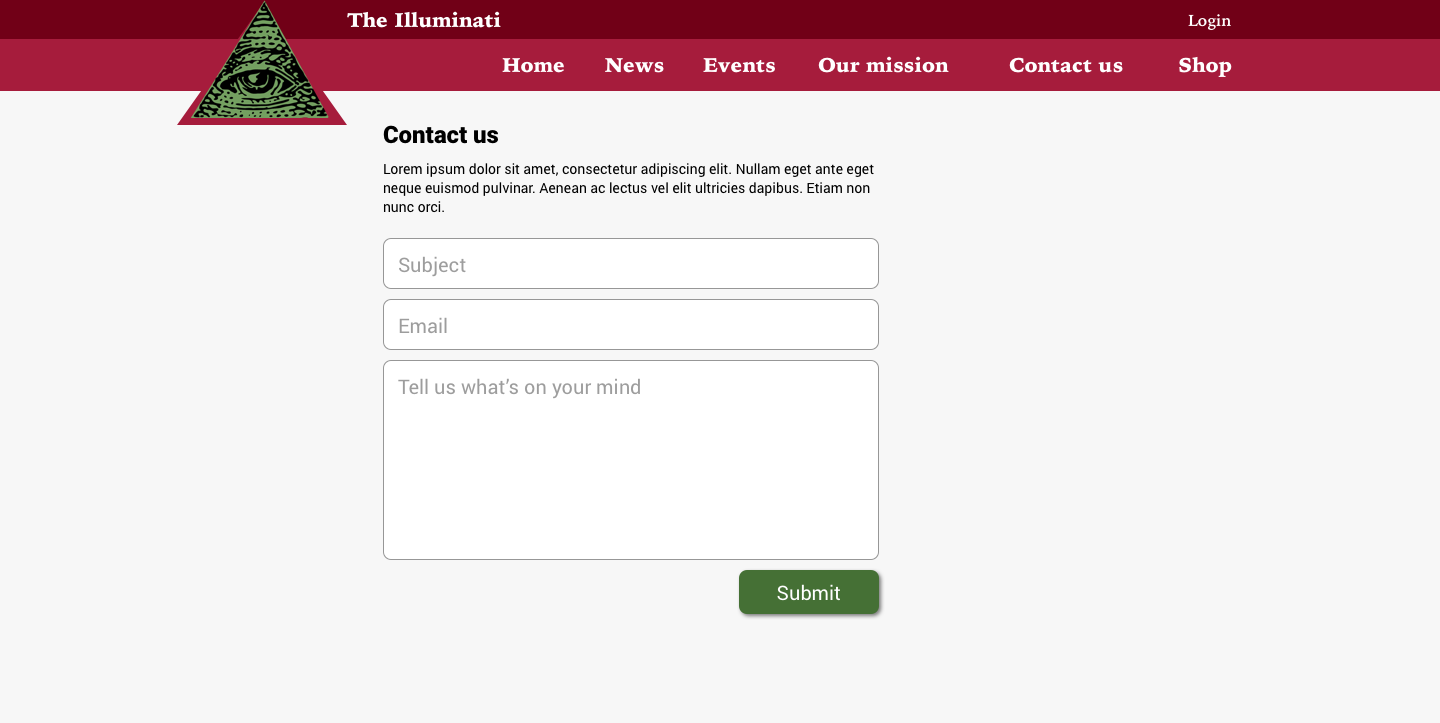 The Illuminati
Login
Home News Events Our mission Contact us Shop
Contact us
Lorem ipsum dolor sit amet, consectetur adipiscing elit. Nullam eget ante eget
neque euismod pulvinar. Aenean ac lectus vel elit ultricies dapibus. Etiam non
nunc orci.
Subject
Email
Tell us what’s on your mind
Submit